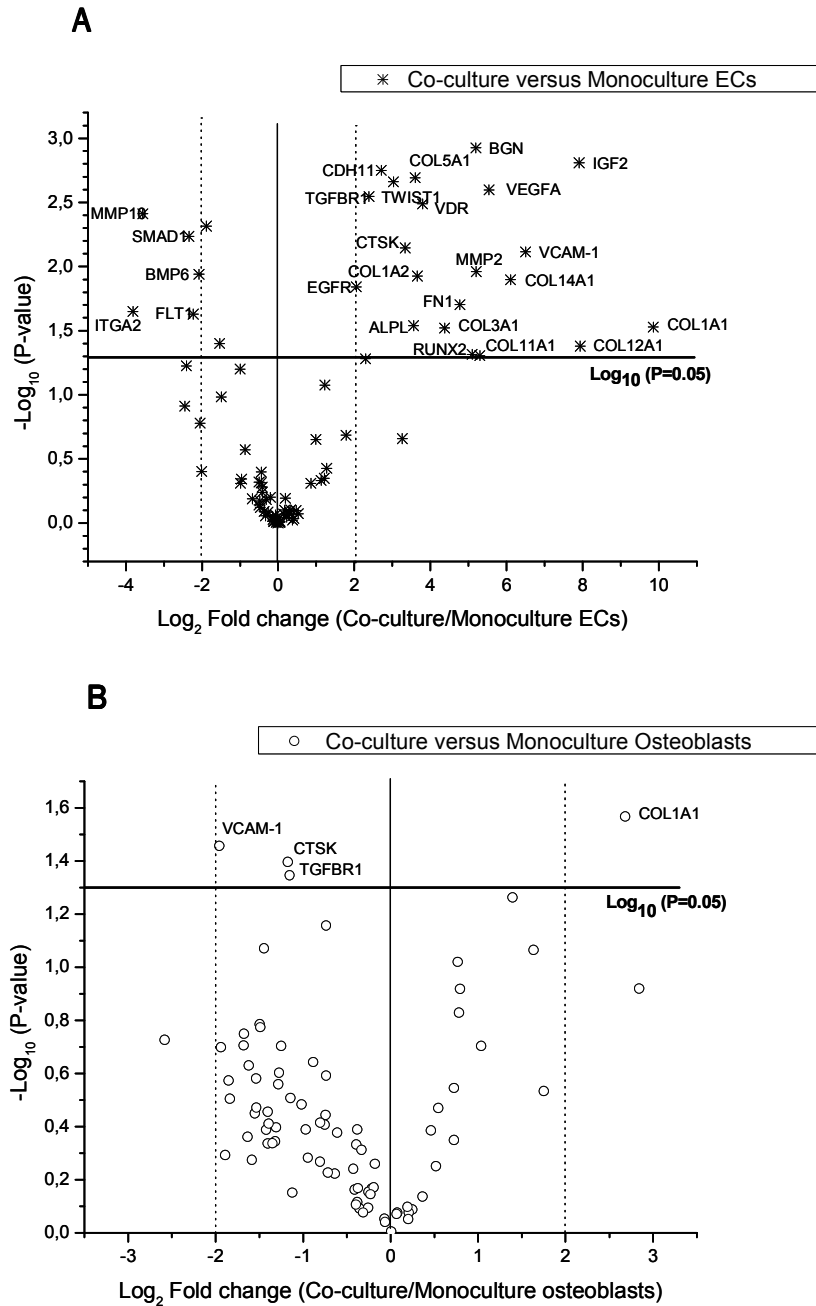 A
Co-culture versus Monoculture ECs
3,0
2,5
2,0
1,5
1,0
0,5
0,0
-Log10 (P-value)
BGN
COL5A1
IGF2
CDH11
VEGFA
TGFBR1
TWIST1
VDR
MMP13
SMAD1
CTSK
VCAM-1
MMP2
BMP6
COL1A2
COL14A1
EGFR
FN1
ITGA2
FLT1
ALPL
COL3A1
COL1A1
RUNX2
COL11A1
COL12A1
Log10 (P=0.05)
-4 -2 0 2 4 6 8 10
Log2 Fold change (Co-culture/Monoculture ECs)
B
Co-culture versus Monoculture Osteoblasts
1,6
1,4
1,2
1,0
0,8
0,6
0,4
0,2
0,0
-Log10 (P-value)
COL1A1
VCAM-1
CTSK
TGFBR1
Log10 (P=0.05)
-3 -2 -1 0 1 2 3
Log2 Fold change (Co-culture/Monoculture osteoblasts)